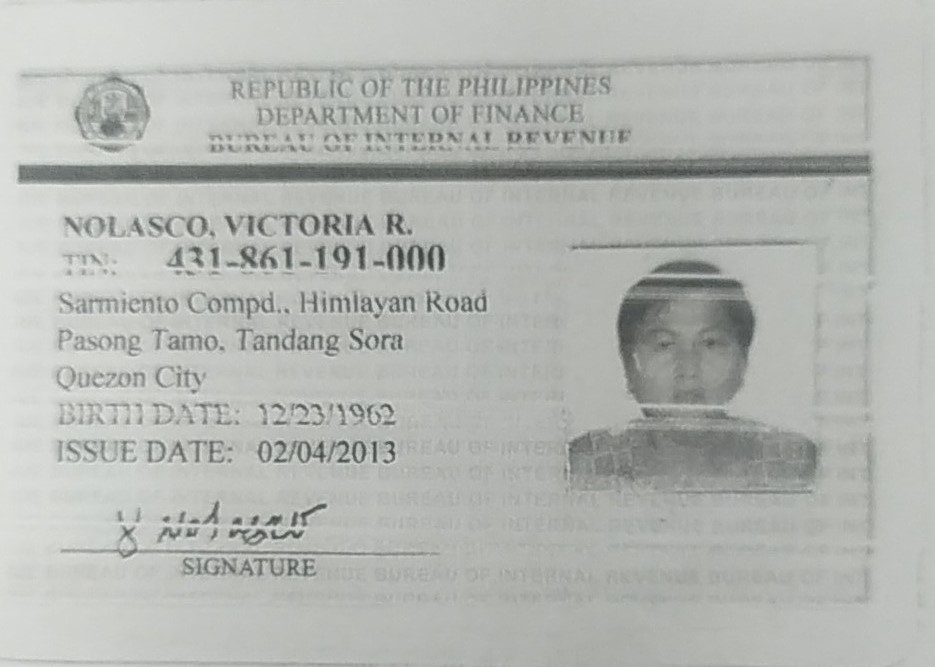 REPUBLIC OF THE PHILIPPINES
DEPARTMENT OF FINANCE
BUREAU OF INTERNAL REVENUE
NOLASCO, VICTORIA R.
TIN: 431-861-191-000
Sarmiento Compd., Himlayan Road
Pasong Tamo, Tandang Sora
Quezon City
BIRTH DATE: 12/23/1962
ISSUE DATE: 02/04/2013
SIGNATURE